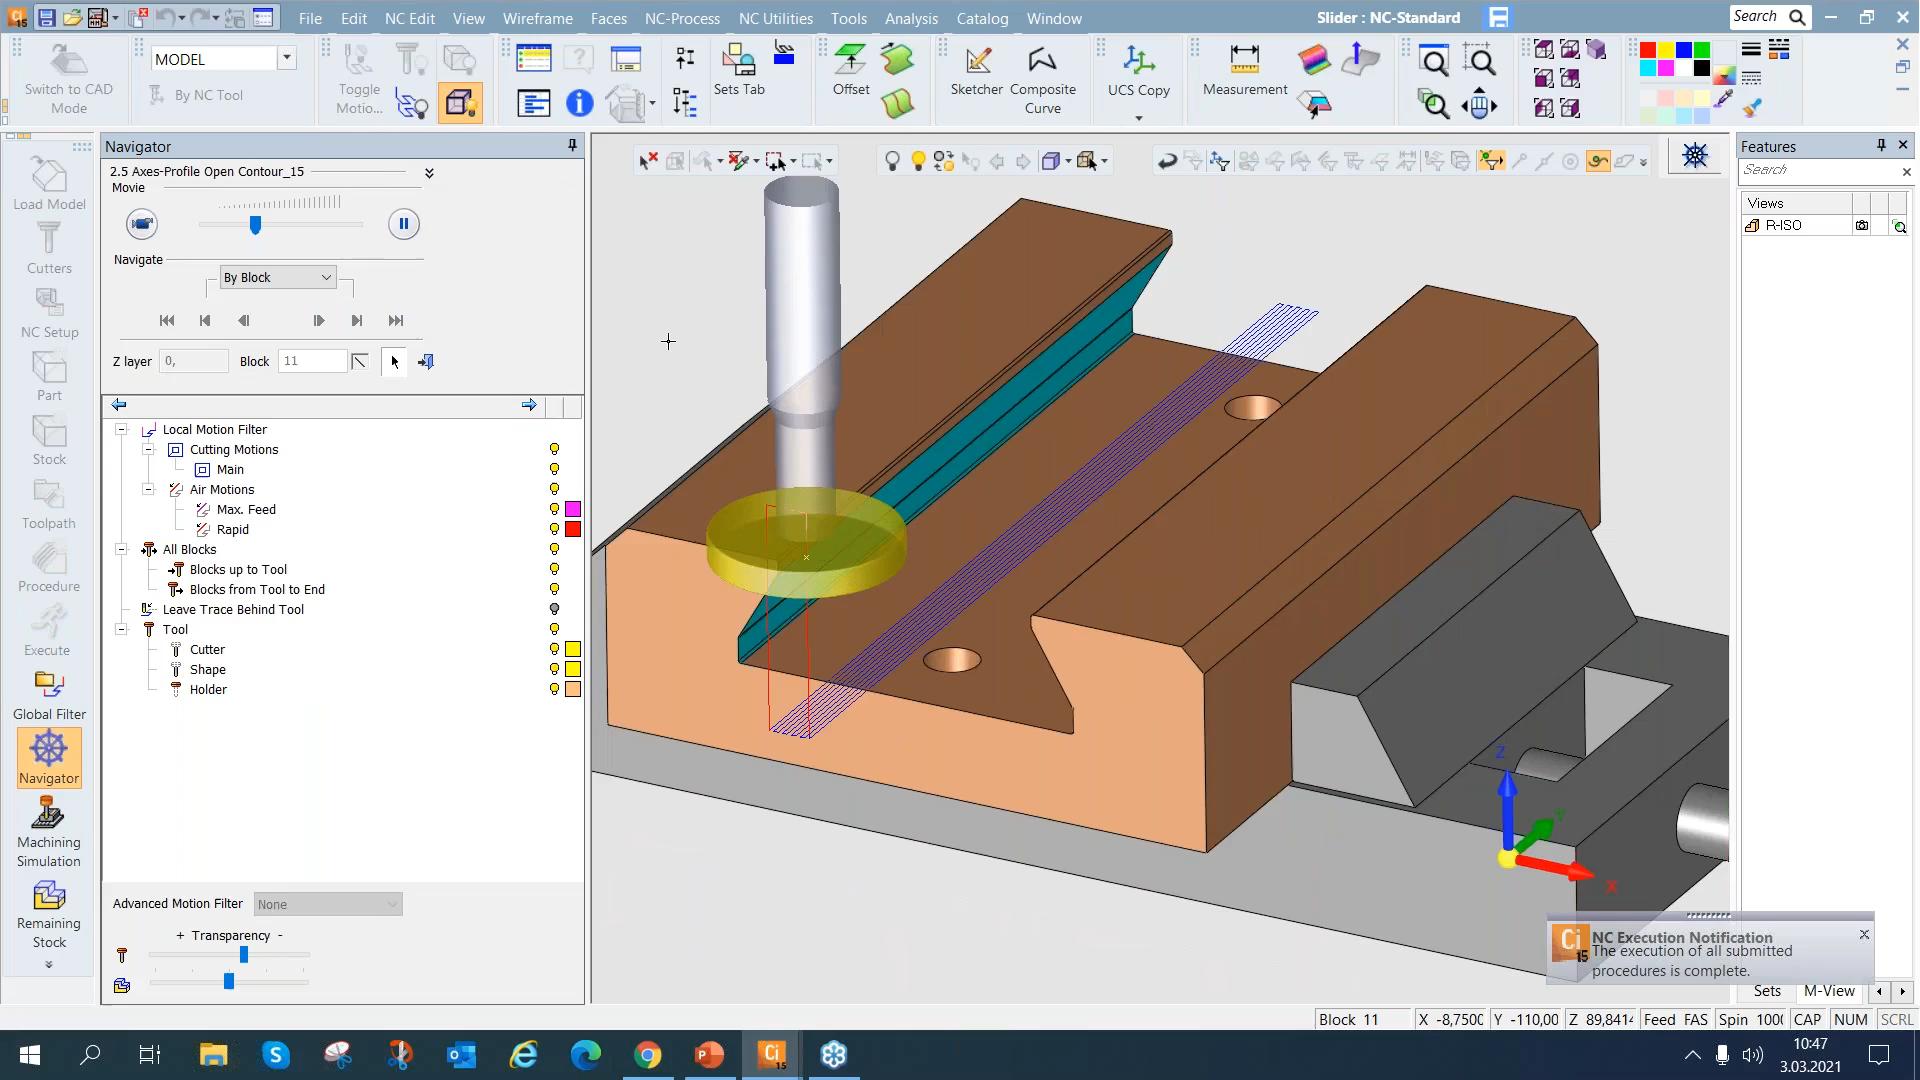 File Edit NC Edit View Wireframe Faces NC-Process NC Utilities Tools Analysis Catalog Window
Slider : NC-Standard
Search
Switch to CAD
Mode
MODEL
By NC Tool
Toggle
Motio...
Sets Tab
Offset
Sketcher
Composite
Curve
UCS Copy
Measurement
Navigator
2.5 Axes-Profile Open Contour_15
Movie
Navigate
By Block
Z layer 0, Block 11
Local Motion Filter
Cutting Motions
Main
Air Motions
Max. Feed
Rapid
All Blocks
Blocks up to Tool
Blocks from Tool to End
Leave Trace Behind Tool
Tool
Cutter
Shape
Holder
Advanced Motion Filter None
+ Transparency -
Load Model
Cutters
NC Setup
Part
Stock
Toolpath
Procedure
Execute
Global Filter
Navigator
Machining
Simulation
Remaining
Stock
Z
Y
X
Features
Search
Views
R-ISO
Ci
15
NC Execution Notification
The execution of all submitted
procedures is complete.
Sets M-View
Block 11 X -8,7500 Y -110,00 Z 89,8414 Feed FAS Spin 1000 CAP NUM SCRL
10:47
3.03.2021